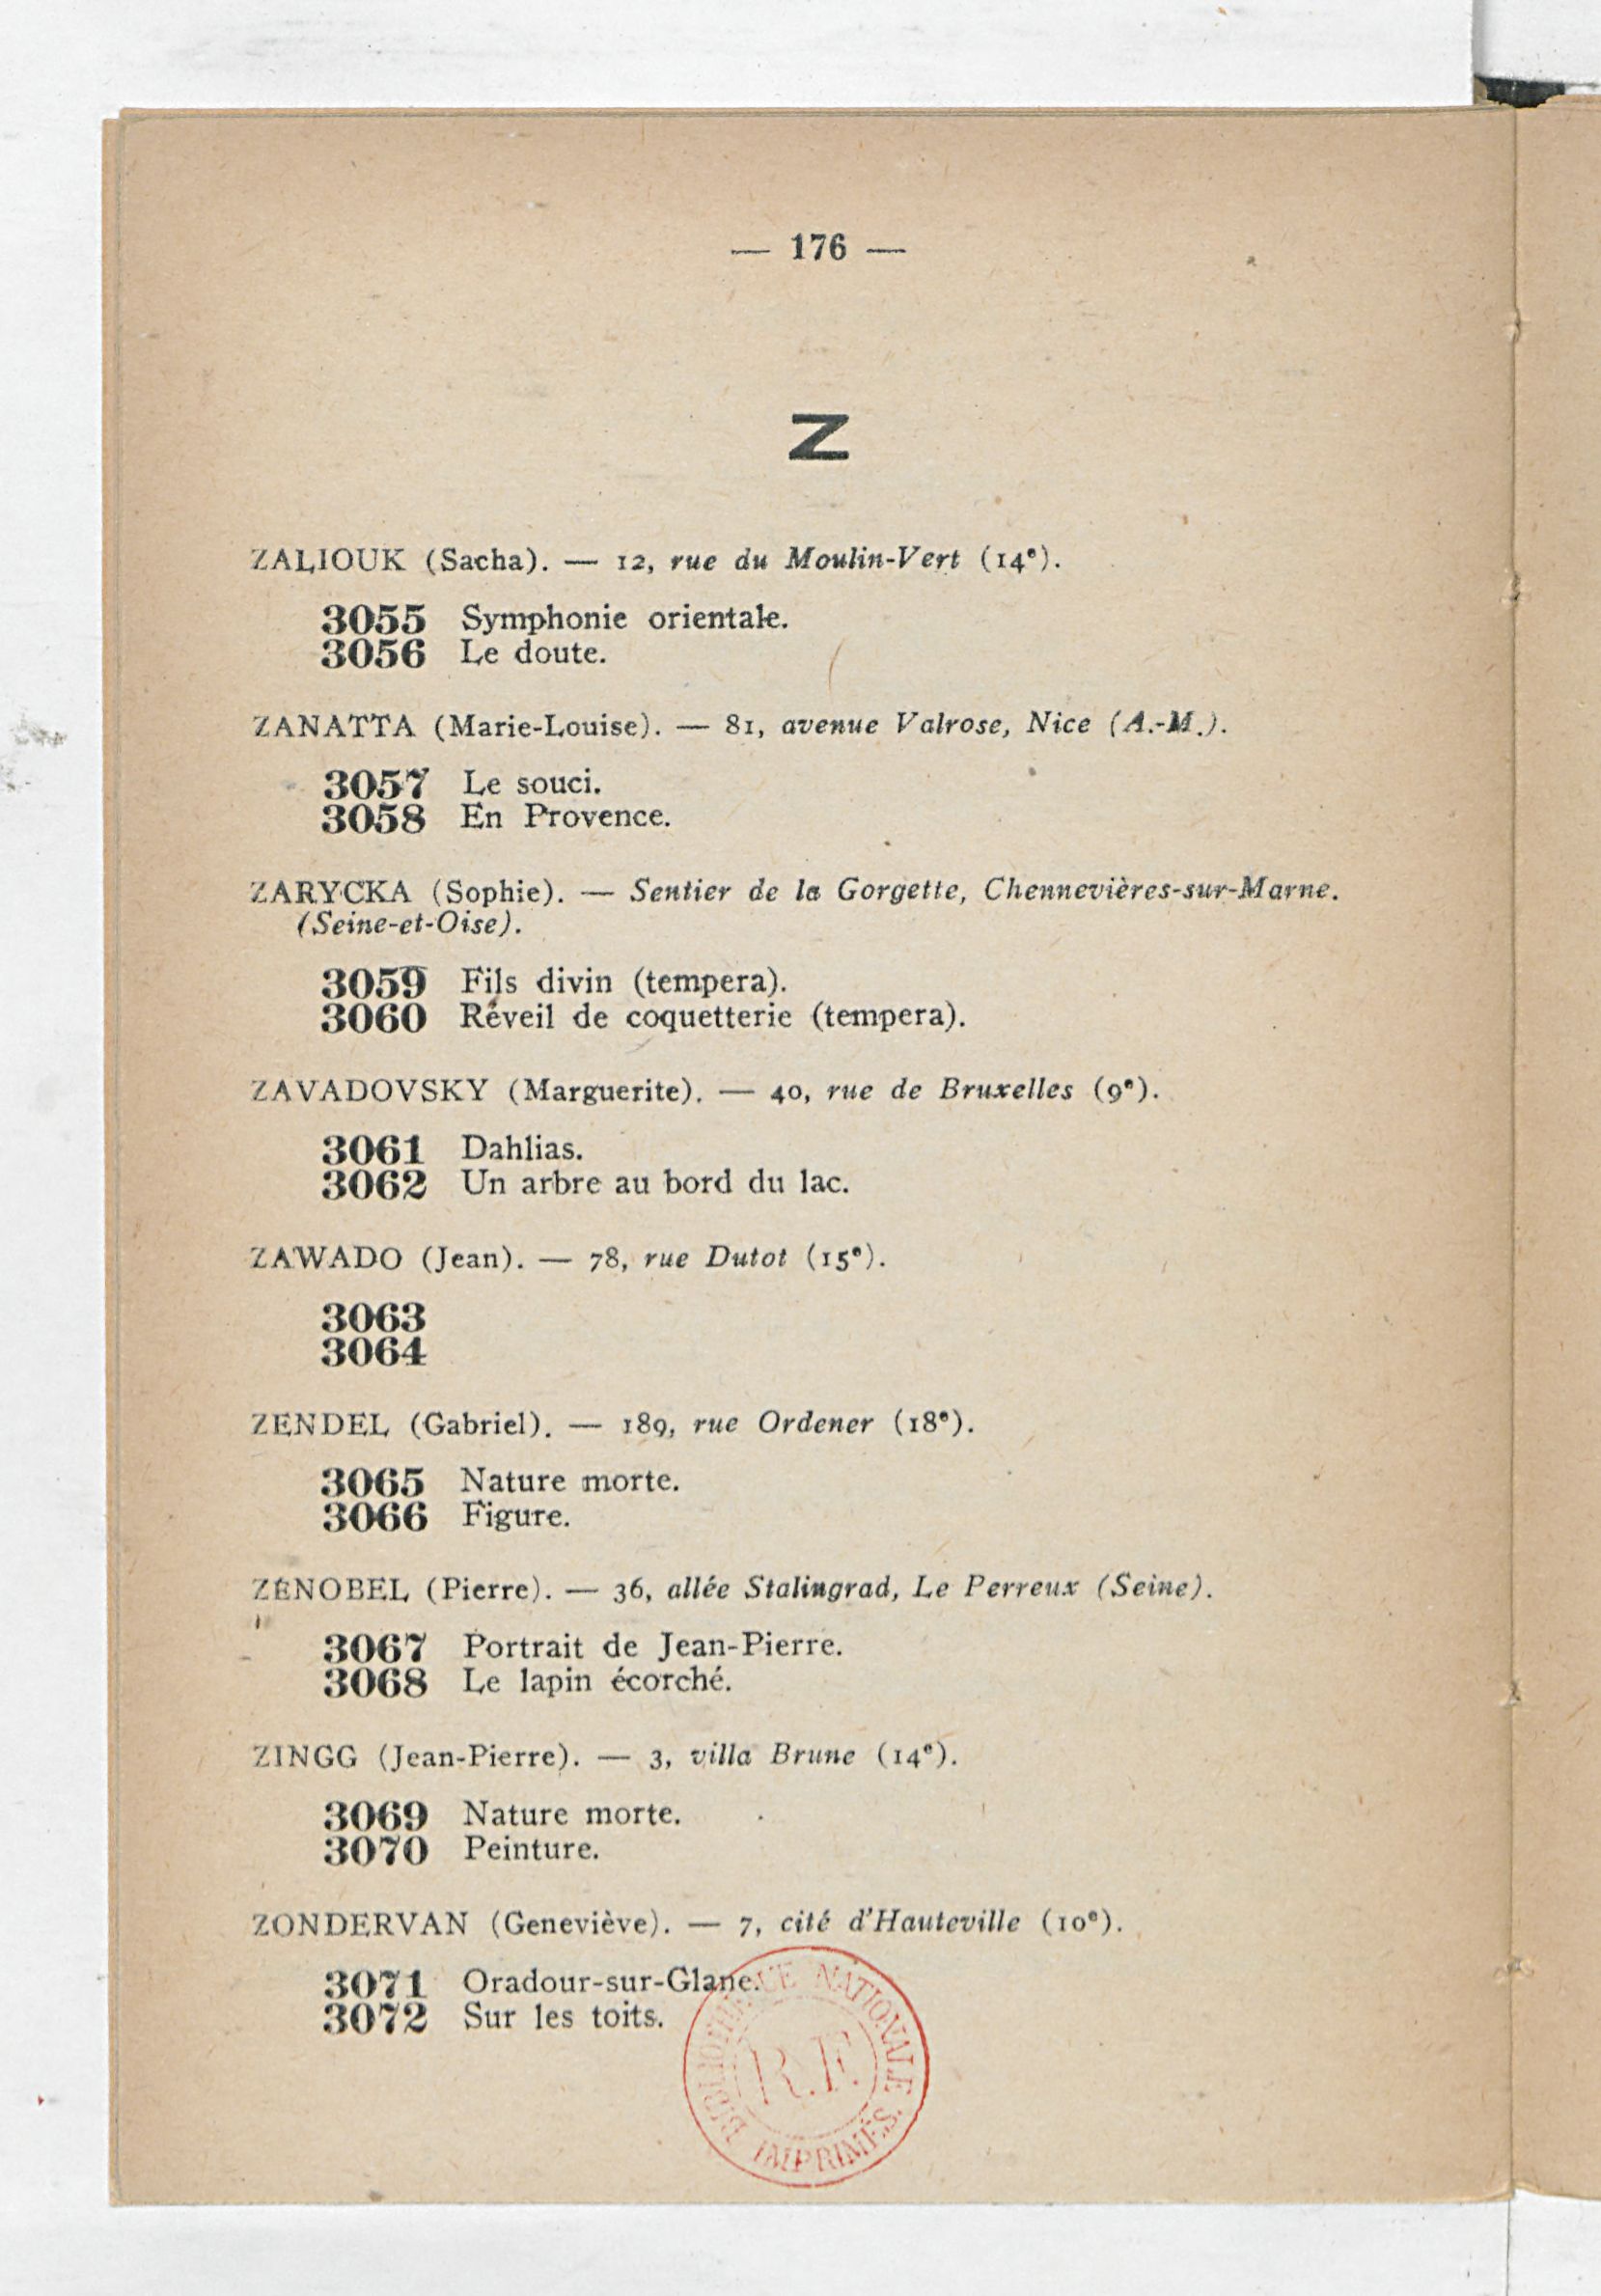 — 176 —
Z
ZALIOUK (Sacha). — 12, rue du Moulin-Vert (14e).
3055 Symphonie orientale.
3056 Le doute.
ZANATTA (Marie-Louise). — 81, avenue Valrose, Nice (A.-M.).
3057 Le souci.
3058 En Provence.
ZARYCKA (Sophie). — Sentier de la Gorgette, Chennevières-sur-Marne.
(Seine-et-Oise).
3059 Fils divin (tempera).
3060 Réveil de coquetterie (tempera).
ZAVADOVSKY (Marguerite). — 40, rue de Bruxelles (9e).
3061 Dahlias.
3062 Un arbre au bord du lac.
ZAWADO (Jean). — 78, rue Dutot (15e).
3063
3064
ZENDEL (Gabriel). — 189, rue Ordener (18e).
3065 Nature morte.
3066 Figure.
ZÉNOBEL (Pierre). — 36, allée Stalingrad, Le Perreux (Seine).
3067 Portrait de Jean-Pierre.
3068 Le lapin écorché.
ZINGG (Jean-Pierre). — 3, villa Brune (14e).
3069 Nature morte.
3070 Peinture.
ZONDERVAN (Geneviève). — 7, cité d'Hauteville (10e).
3071 Oradour-sur-Glane.
3072 Sur les toits.
BIBLIOTHÈQUE NATIONALE
R.F.
IMPRIMÉS.